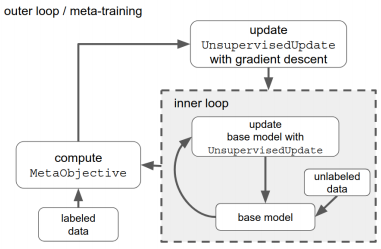 outer loop / meta-training
update
UnsupervisedUpdate
with gradient descent
inner loop
update
base model with
UnsupervisedUpdate
unlabeled
data
base model
compute
MetaObjective
labeled
data